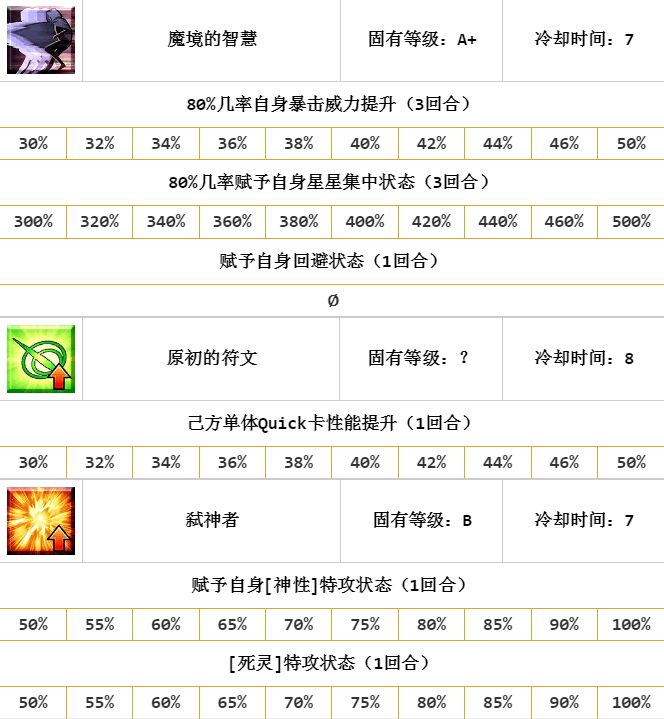 魔境的智慧 固有等级：A+ 冷却时间：7
80%几率自身暴击威力提升（3回合）
30% 32% 34% 36% 38% 40% 42% 44% 46% 50%
80%几率赋予自身星星集中状态（3回合）
300% 320% 340% 360% 380% 400% 420% 440% 460% 500%
赋予自身回避状态（1回合）
Ø
原初的符文 固有等级：？ 冷却时间：8
己方单体Quick卡性能提升（1回合）
30% 32% 34% 36% 38% 40% 42% 44% 46% 50%
弑神者 固有等级：B 冷却时间：7
赋予自身[神性]特攻状态（1回合）
50% 55% 60% 65% 70% 75% 80% 85% 90% 100%
[死灵]特攻状态（1回合）
50% 55% 60% 65% 70% 75% 80% 85% 90% 100%